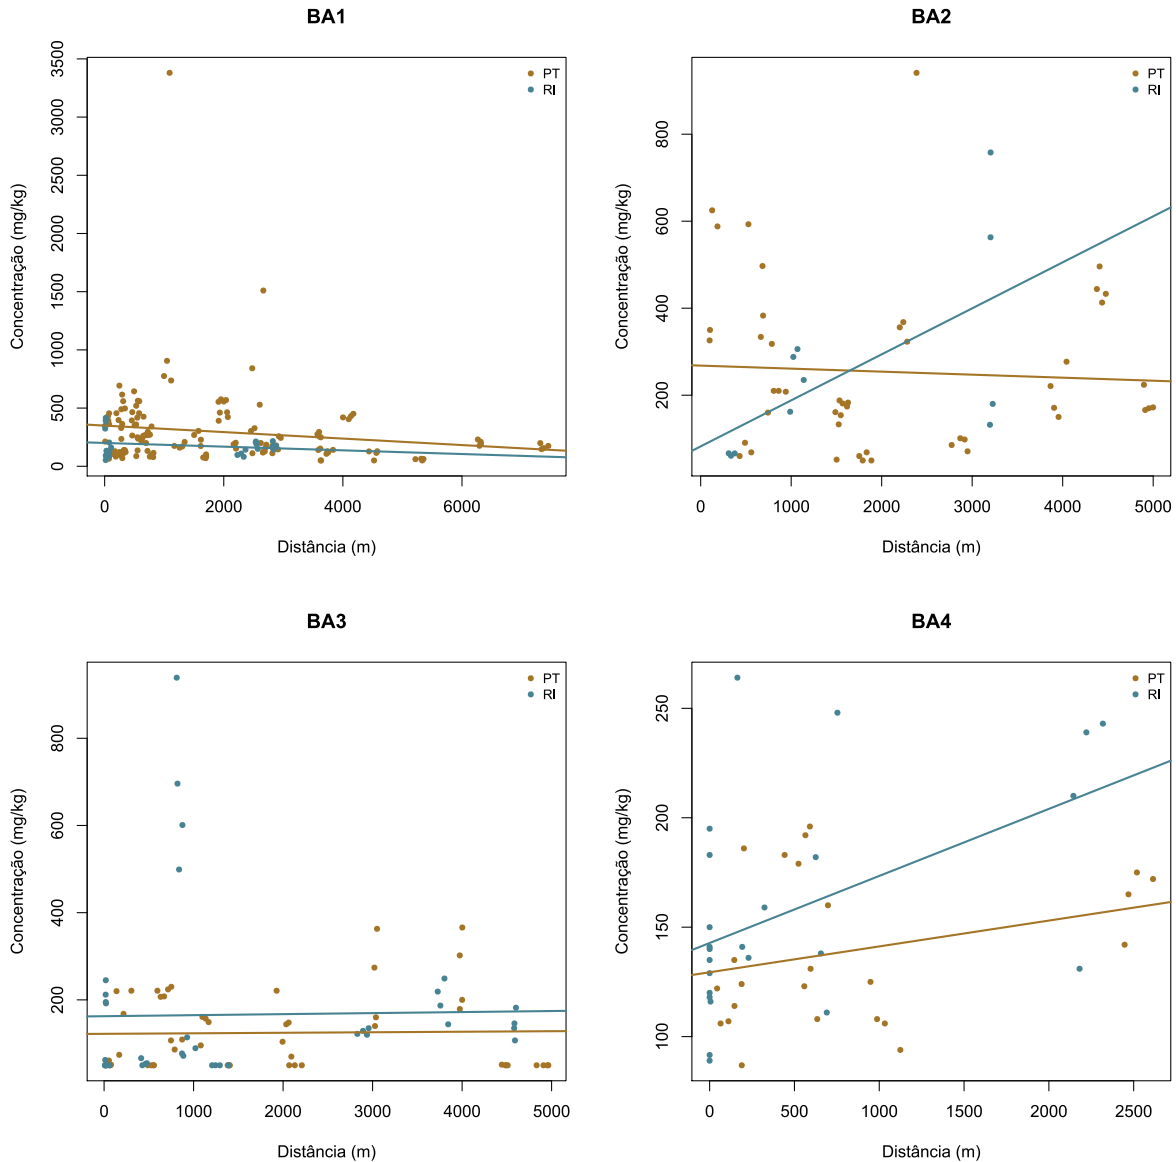 BA1
PT
RI
Concentração (mg/kg)
3500
3000
2500
2000
1500
1000
500
0
0 2000 4000 6000
Distância (m)
BA2
PT
RI
Concentração (mg/kg)
800
600
400
200
0 1000 2000 3000 4000 5000
Distância (m)
BA3
PT
RI
Concentração (mg/kg)
800
600
400
200
0 1000 2000 3000 4000 5000
Distância (m)
BA4
PT
RI
Concentração (mg/kg)
250
200
150
100
0 500 1000 1500 2000 2500
Distância (m)